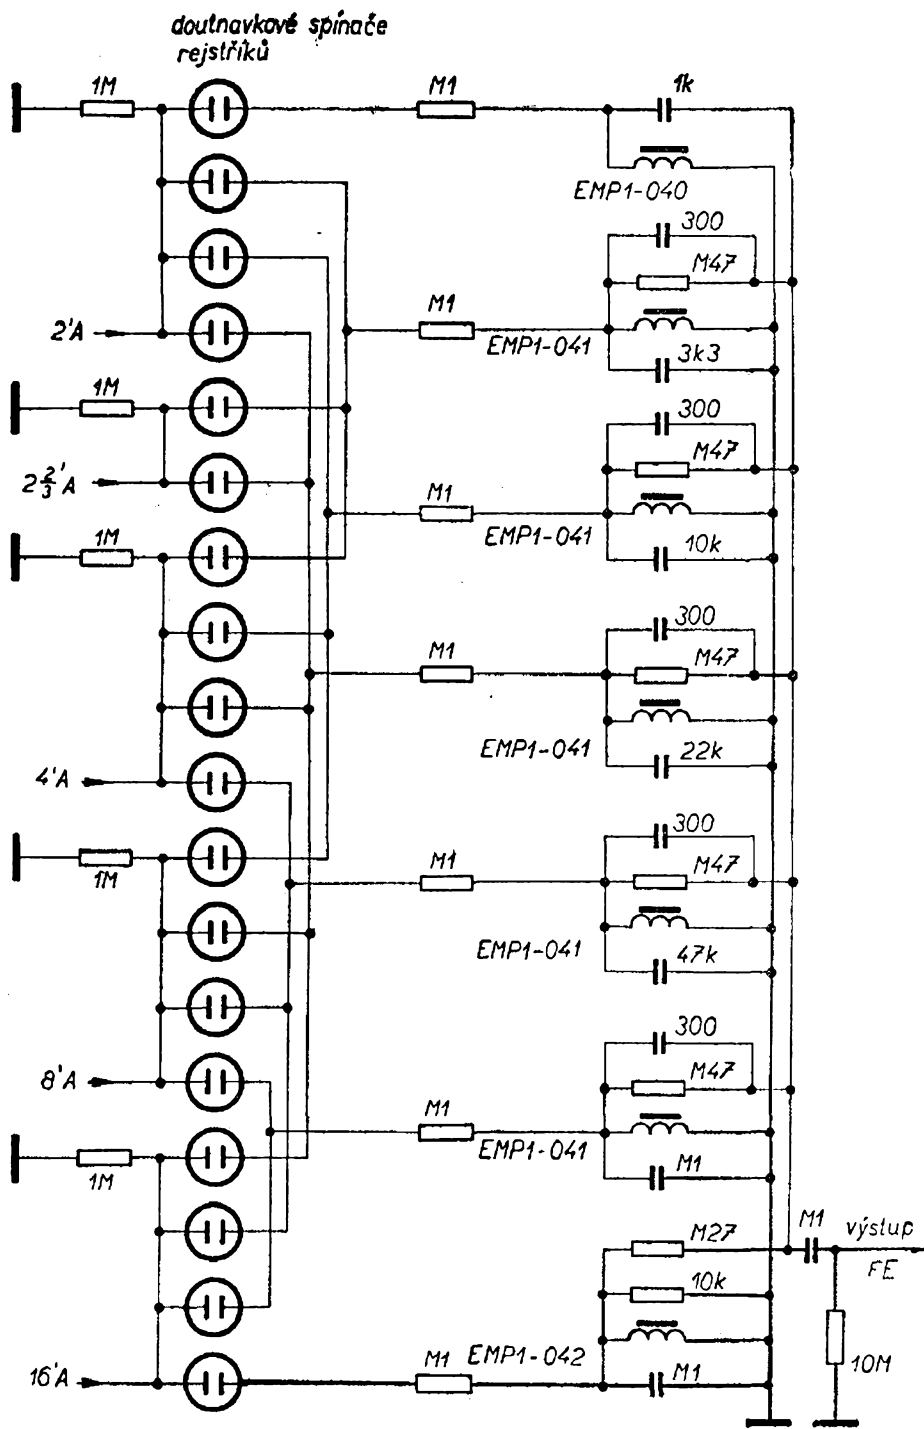 doutnavkové spínače
rejstříků
1M
M1
1k
EMP1-040
300
M47
2'A
M1
EMP1-041
3k3
1M
300
M47
2 2/3'A
M1
1M
EMP1-041
10k
300
M1
M47
EMP1-041
22k
4'A
300
M1
M47
1M
EMP1-041
47k
300
8'A
M47
M1
EMP1-041
1M
M1
M27
M1
výstup
FE
10k
16'A
M1
EMP1-042
M1
10M